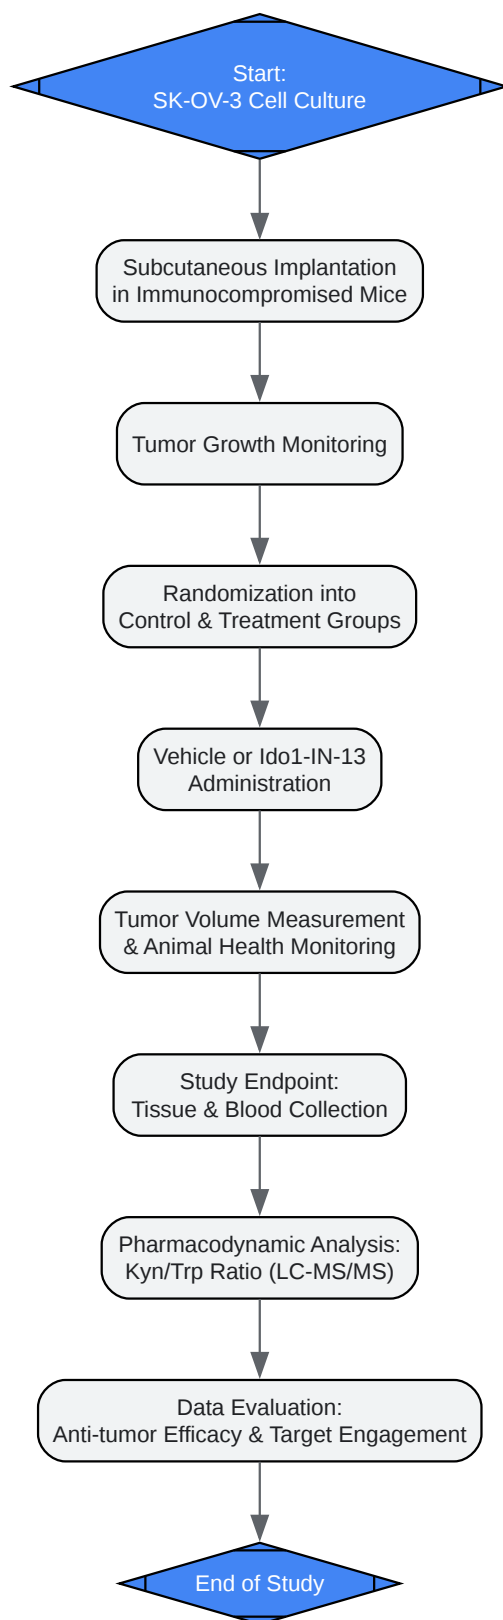 Start:
SK-OV-3 Cell Culture
Subcutaneous Implantation
in Immunocompromised Mice
Tumor Growth Monitoring
Randomization into
Control & Treatment Groups
Vehicle or Ido1-IN-13
Administration
Tumor Volume Measurement
& Animal Health Monitoring
Study Endpoint:
Tissue & Blood Collection
Pharmacodynamic Analysis:
Kyn/Trp Ratio (LC-MS/MS)
Data Evaluation:
Anti-tumor Efficacy & Target Engagement
End of Study